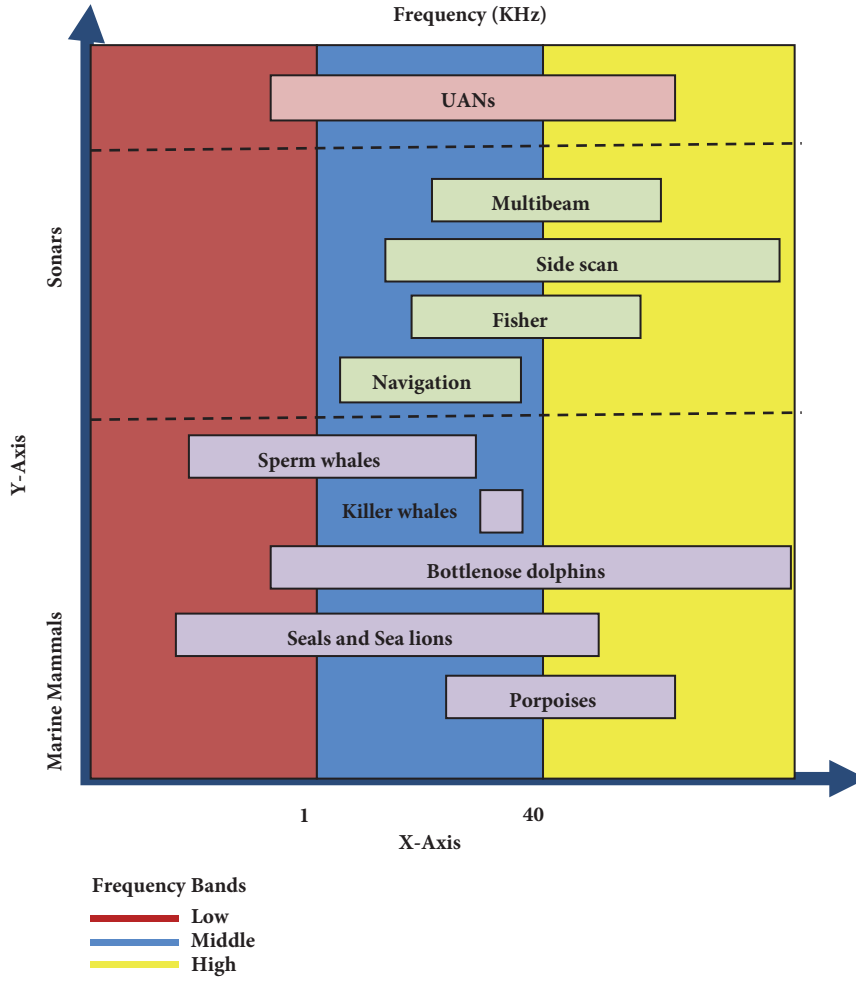 Frequency (KHz)
UANs
Multibeam
Side scan
Fisher
Navigation
Sperm whales
Killer whales
Bottlenose dolphins
Seals and Sea lions
Porpoises
Sonars
Y-Axis
Marine Mammals
1
40
X-Axis
Frequency Bands
Low
Middle
High